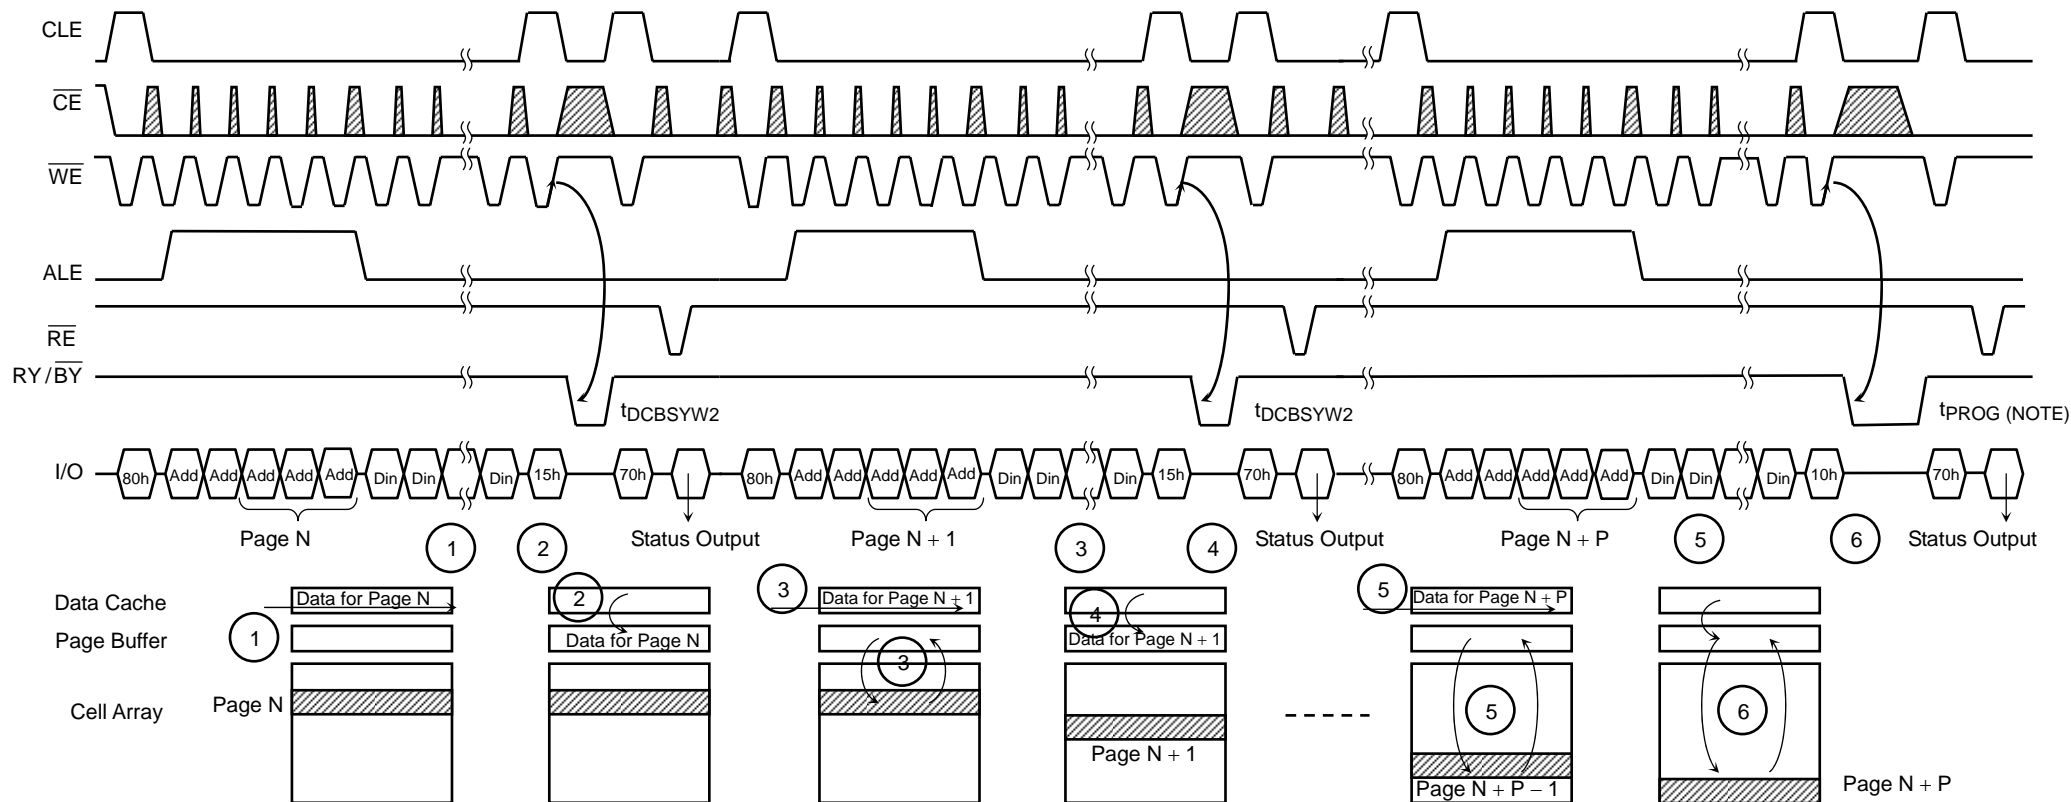 CLE
CE
WE
ALE
RE
RY/BY
tDCBSYW2 tDCBSYW2 tPROG (NOTE)
I/O 80h Add Add Add Add Add Din Din Din 15h 70h 80h Add Add Add Add Add Din Din Din 15h 70h 80h Add Add Add Add Add Din Din Din 10h 70h
Page N 1 2 Status Output Page N + 1 3 4 Status Output Page N + P 5 6 Status Output
Data Cache Data for Page N 2 3 Data for Page N + 1 4 5 Data for Page N + P
Page Buffer 1 Data for Page N 3 Data for Page N + 1
Cell Array Page N 5 6
Page N + 1
Page N + P − 1 Page N + P